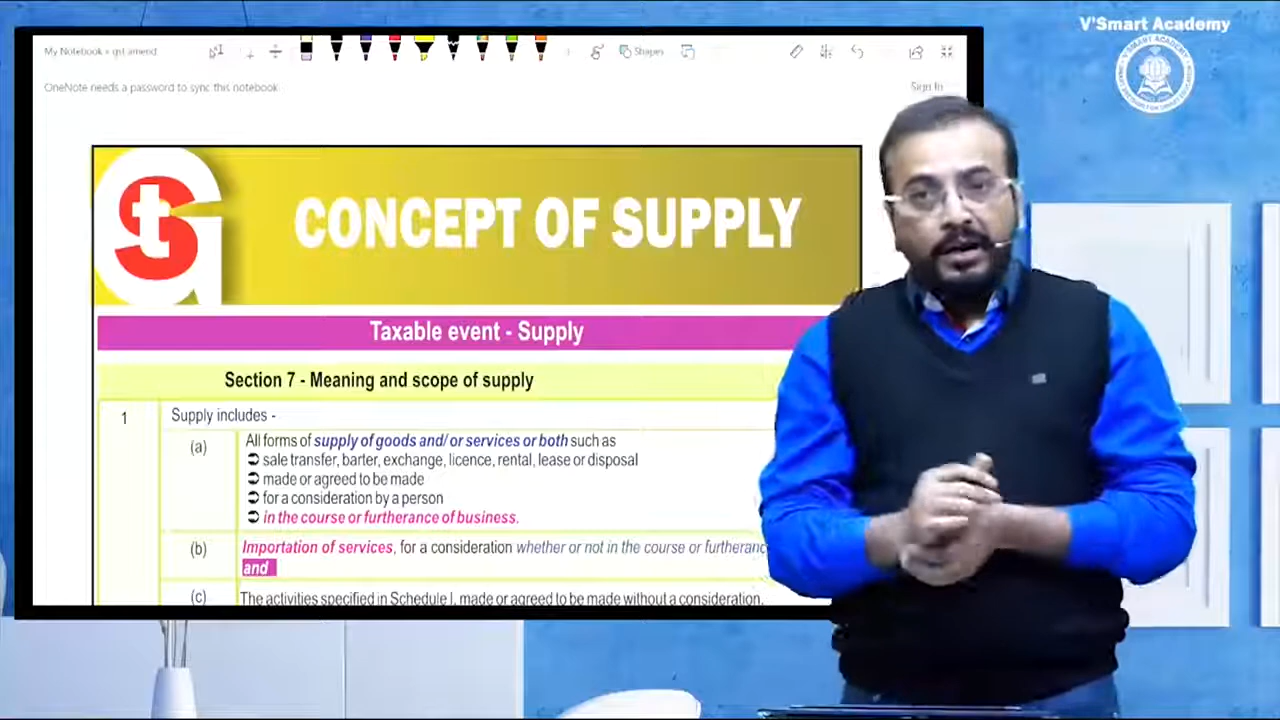 V'Smart Academy
My Notebook › gst amend
Shapes
OneNote needs a password to sync this notebook.
Sign In
Gst
CONCEPT OF SUPPLY
Taxable event - Supply
Section 7 - Meaning and scope of supply
1 Supply includes -
(a) All forms of supply of goods and/ or services or both such as
➲ sale transfer, barter, exchange, licence, rental, lease or disposal
➲ made or agreed to be made
➲ for a consideration by a person
➲ in the course or furtherance of business.
(b) Importation of services, for a consideration whether or not in the course or furtheranc
and
(c) The activities specified in Schedule I, made or agreed to be made without a consideration.